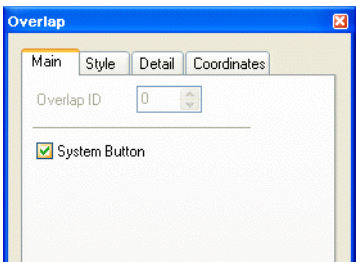 Overlap
Main Style Detail Coordinates
Overlap ID 0
System Button